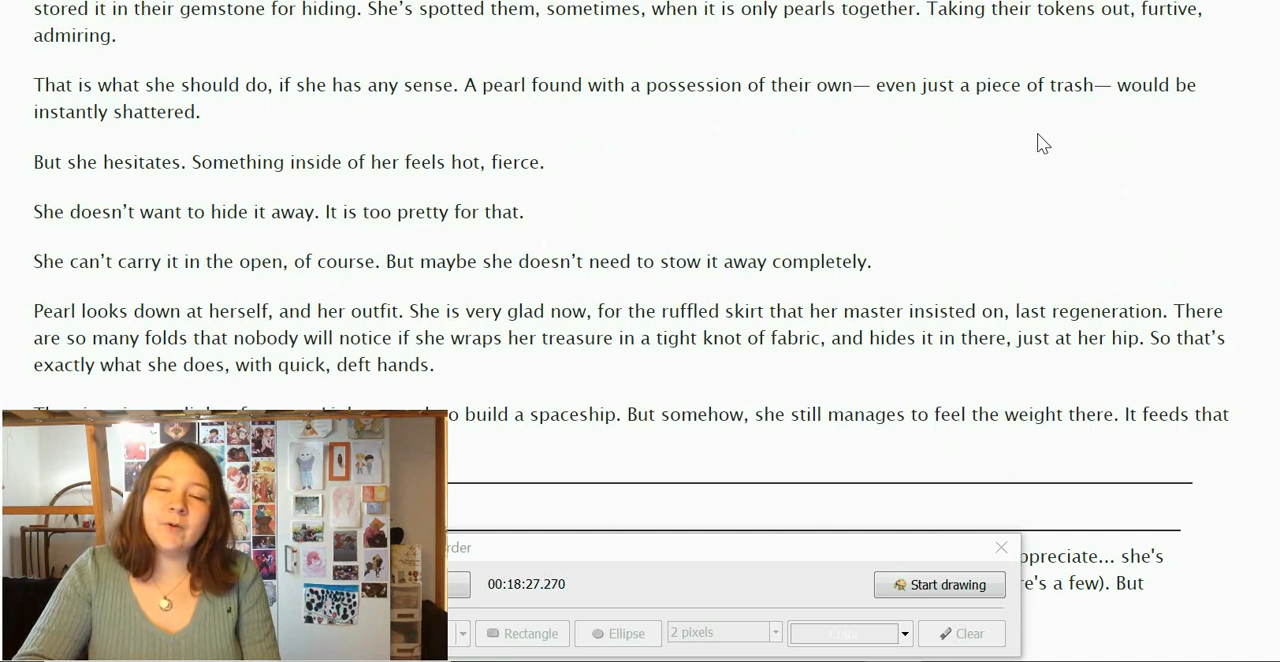 stored it in their gemstone for hiding. She's spotted them, sometimes, when it is only pearls together. Taking their tokens out, furtive,
admiring.
That is what she should do, if she has any sense. A pearl found with a possession of their own— even just a piece of trash— would be
instantly shattered.
But she hesitates. Something inside of her feels hot, fierce.
She doesn't want to hide it away. It is too pretty for that.
She can't carry it in the open, of course. But maybe she doesn't need to stow it away completely.
Pearl looks down at herself, and her outfit. She is very glad now, for the ruffled skirt that her master insisted on, last regeneration. There
are so many folds that nobody will notice if she wraps her treasure in a tight knot of fabric, and hides it in there, just at her hip. So that's
exactly what she does, with quick, deft hands.
o build a spaceship. But somehow, she still manages to feel the weight there. It feeds that
order
ppreciate... she's
00:18:27.270
Start drawing
re's a few). But
Rectangle
Ellipse
2 pixels
Color
Clear